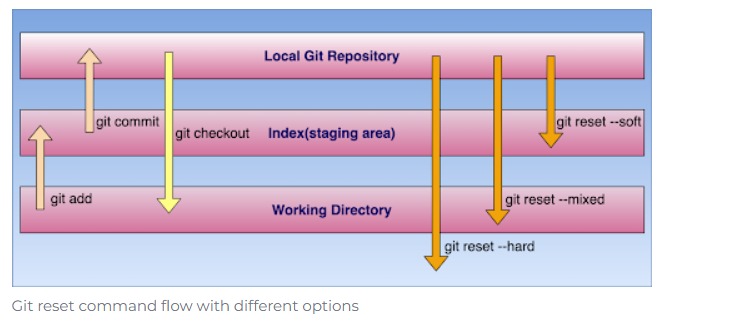 Local Git Repository
git commit
git reset --soft
git checkout
Index(staging area)
git add
git reset --mixed
Working Directory
git reset --hard
Git reset command flow with different options